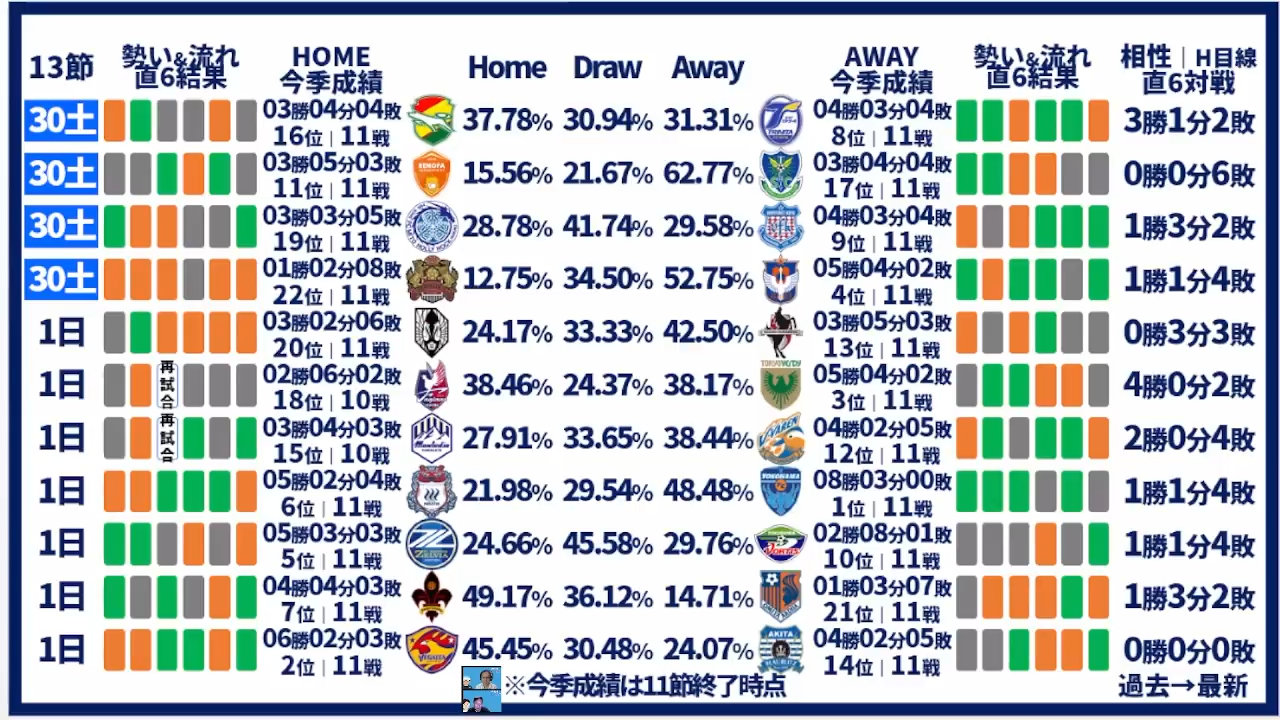 13節 勢い&流れ 直6結果 HOME 今季成績 Home Draw Away AWAY 今季成績 勢い&流れ 直6結果 相性|H目線 直6対戦
30土 03勝04分04敗 16位|11戦 37.78% 30.94% 31.31% TRINITA 04勝03分04敗 8位|11戦 3勝1分2敗
30土 03勝05分03敗 11位|11戦 RENOFA 15.56% 21.67% 62.77% 03勝04分04敗 17位|11戦 0勝0分6敗
30土 03勝03分05敗 19位|11戦 28.78% 41.74% 29.58% 04勝03分04敗 9位|11戦 1勝3分2敗
30土 01勝02分08敗 22位|11戦 12.75% 34.50% 52.75% 05勝04分02敗 4位|11戦 1勝1分4敗
1日 03勝02分06敗 20位|11戦 24.17% 33.33% 42.50% 03勝05分03敗 13位|11戦 0勝3分3敗
1日 再試合 02勝06分02敗 18位|10戦 38.46% 24.37% 38.17% 05勝04分02敗 3位|11戦 4勝0分2敗
1日 再試合 03勝04分03敗 15位|10戦 Montedio 27.91% 33.65% 38.44% V·VAREN 04勝02分05敗 12位|11戦 2勝0分4敗
1日 05勝02分04敗 6位|11戦 21.98% 29.54% 48.48% YOKOHAMA 08勝03分00敗 1位|11戦 1勝1分4敗
1日 05勝03分03敗 5位|11戦 ZELVIA 24.66% 45.58% 29.76% VORTIS 02勝08分01敗 10位|11戦 1勝1分4敗
1日 04勝04分03敗 7位|11戦 49.17% 36.12% 14.71% 01勝03分07敗 21位|11戦 1勝3分2敗
1日 06勝02分03敗 2位|11戦 VEGALTA 45.45% 30.48% 24.07% AKITA BLAUBLITZ 04勝02分05敗 14位|11戦 0勝0分0敗
※今季成績は11節終了時点 過去→最新